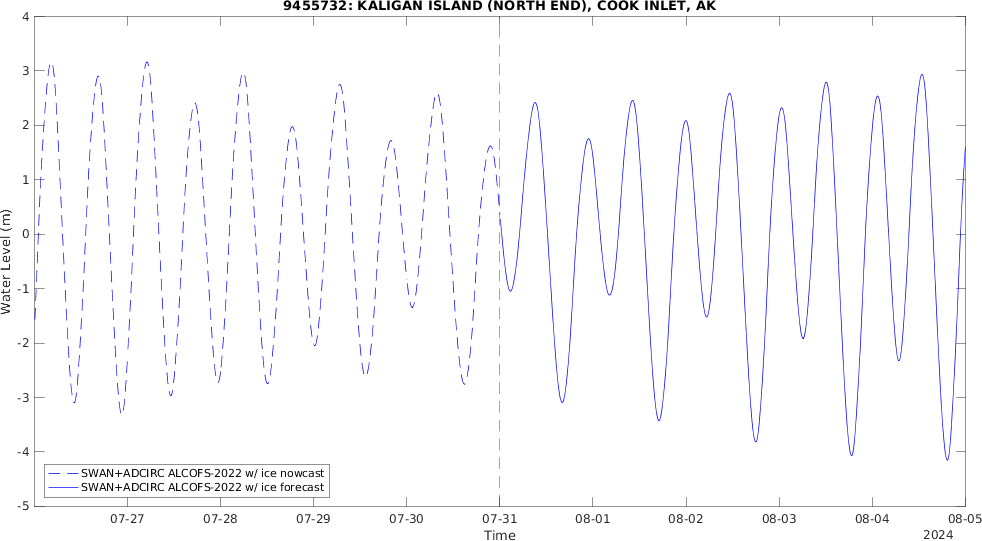 9455732: KALIGAN ISLAND (NORTH END), COOK INLET, AK
4
3
2
1
0
-1
-2
-3
-4
-5
Water Level (m)
SWAN+ADCIRC ALCOFS-2022 w/ ice nowcast
SWAN+ADCIRC ALCOFS-2022 w/ ice forecast
07-27 07-28 07-29 07-30 07-31 08-01 08-02 08-03 08-04 08-05
Time
2024